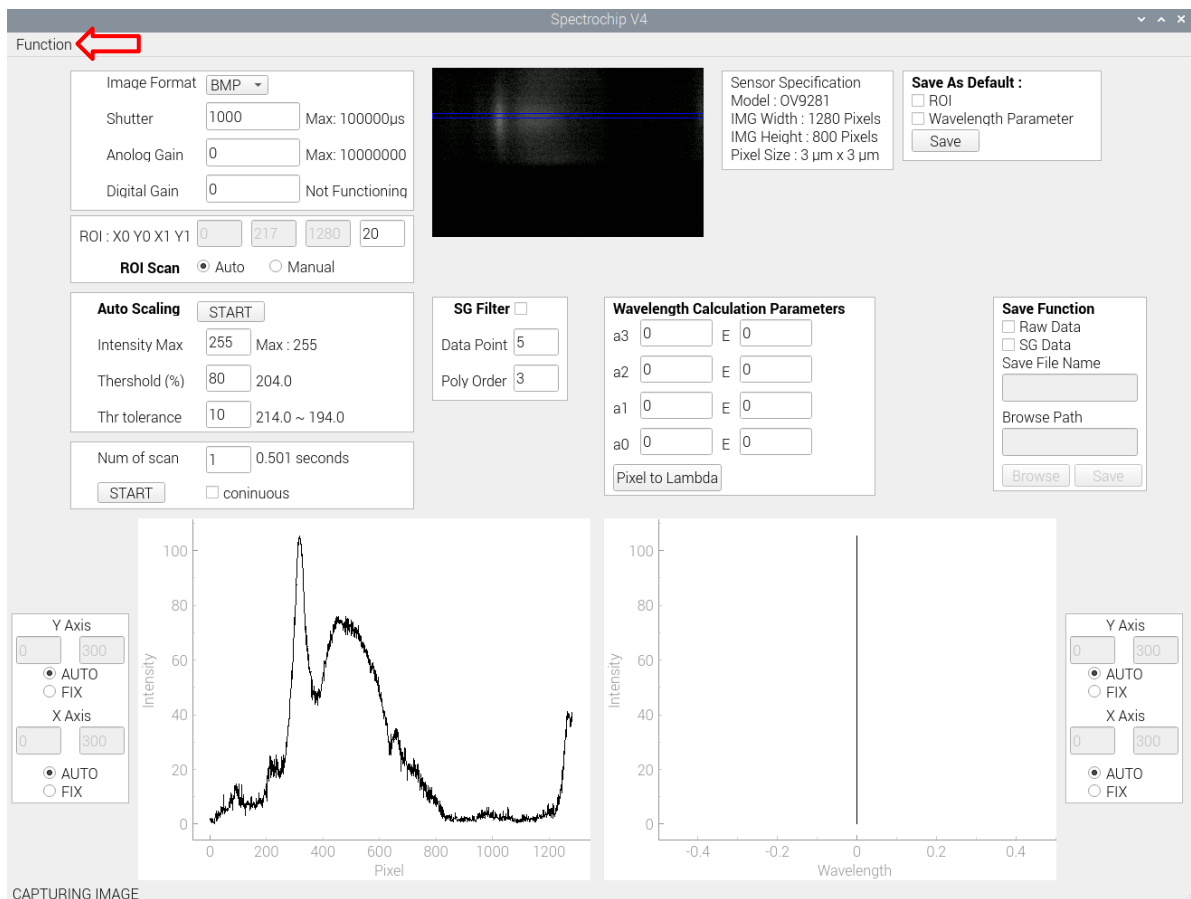 Spectrochip V4
Function
Image Format BMP
Shutter 1000 Max: 100000µs
Anolog Gain 0 Max: 10000000
Digital Gain 0 Not Functioning
ROI : X0 Y0 X1 Y1 0 217 1280 20
ROI Scan Auto Manual
Auto Scaling START
Intensity Max 255 Max : 255
Thershold (%) 80 204.0
Thr tolerance 10 214.0 ~ 194.0
Num of scan 1 0.501 seconds
START coninuous
Sensor Specification
Model : OV9281
IMG Width : 1280 Pixels
IMG Height : 800 Pixels
Pixel Size : 3 µm x 3 µm
Save As Default :
ROI
Wavelength Parameter
Save
SG Filter
Data Point 5
Poly Order 3
Wavelength Calculation Parameters
a3 0 E 0
a2 0 E 0
a1 0 E 0
a0 0 E 0
Pixel to Lambda
Save Function
Raw Data
SG Data
Save File Name
Browse Path
Browse Save
Y Axis
0 300
AUTO
FIX
X Axis
0 300
AUTO
FIX
Intensity
100
80
60
40
20
0
0 200 400 600 800 1000 1200
Pixel
Intensity
100
80
60
40
20
0
-0.4 -0.2 0 0.2 0.4
Wavelength
Y Axis
0 300
AUTO
FIX
X Axis
0 300
AUTO
FIX
CAPTURING IMAGE